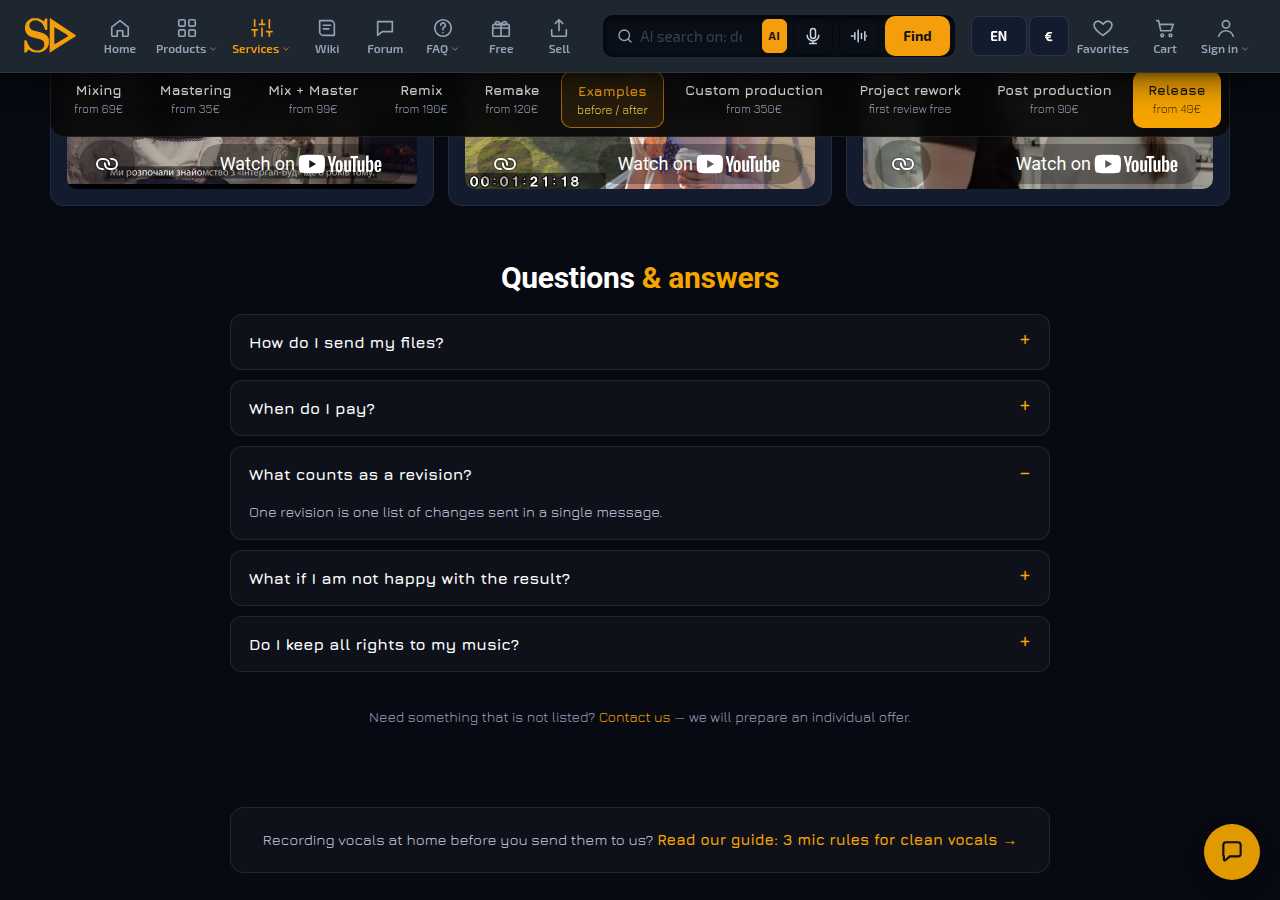 SD
Home
Products
Services
Wiki
Forum
FAQ
Free
Sell
AI search on:
AI
Find
EN
€
Favorites
Cart
Sign in
Mixing
from 69€
Mastering
from 35€
Mix + Master
from 99€
Remix
from 190€
Remake
from 120€
Examples
before / after
Custom production
from 350€
Project rework
first review free
Post production
from 90€
Release
from 49€
Watch on YouTube
Ми розпочали знайомство з
Watch on YouTube
00:01:21:18
Watch on YouTube
Questions & answers
How do I send my files?
+
When do I pay?
+
What counts as a revision?
−
One revision is one list of changes sent in a single message.
What if I am not happy with the result?
+
Do I keep all rights to my music?
+
Need something that is not listed? Contact us — we will prepare an individual offer.
Recording vocals at home before you send them to us? Read our guide: 3 mic rules for clean vocals →